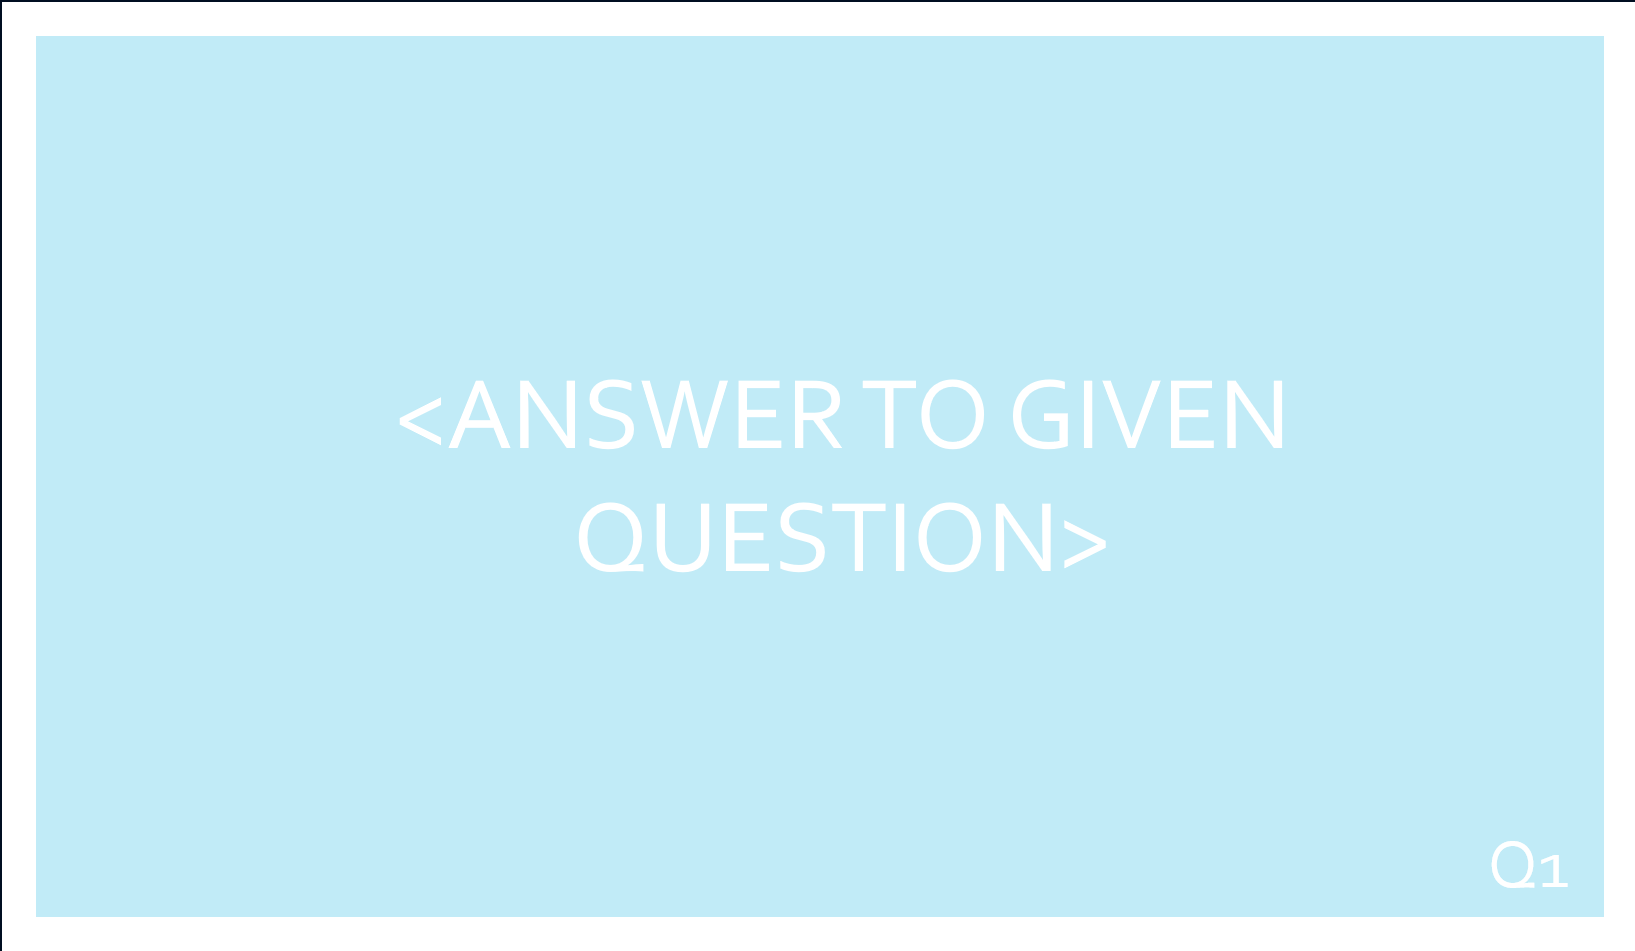 <ANSWER TO GIVEN
QUESTION>
Q1